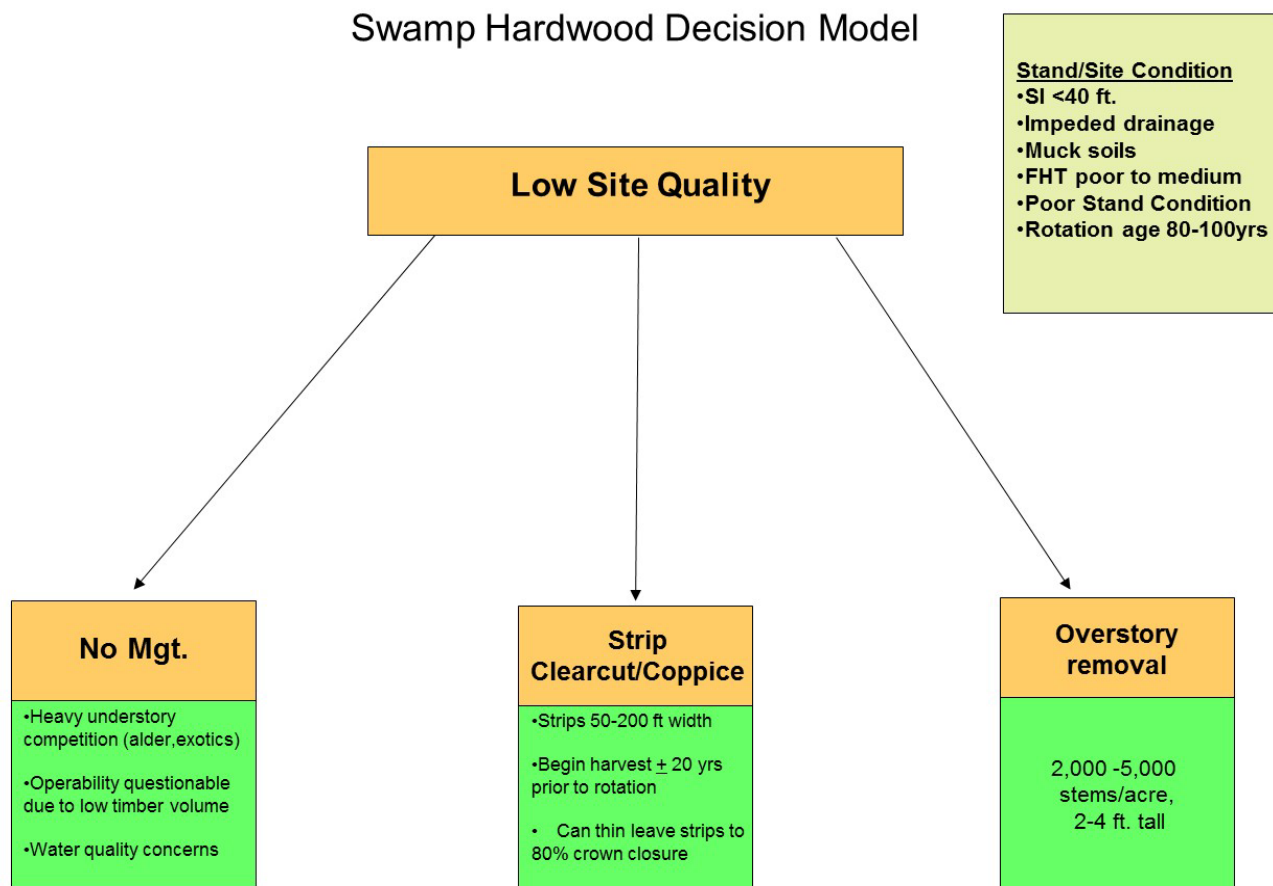 Swamp Hardwood Decision Model
Stand/Site Condition
•SI <40 ft.
•Impeded drainage
•Muck soils
•FHT poor to medium
•Poor Stand Condition
•Rotation age 80-100yrs
Low Site Quality
No Mgt.
•Heavy understory
competition (alder,exotics)
•Operability questionable
due to low timber volume
•Water quality concerns
Strip
Clearcut/Coppice
•Strips 50-200 ft width
•Begin harvest + 20 yrs
prior to rotation
• Can thin leave strips to
80% crown closure
Overstory
removal
2,000 -5,000
stems/acre,
2-4 ft. tall